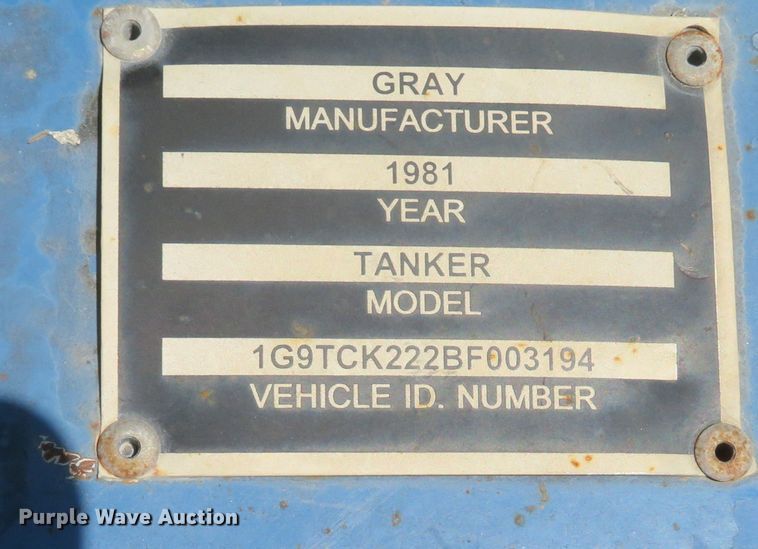 GRAY
MANUFACTURER
1981
YEAR
TANKER
MODEL
1G9TCK222BF003194
VEHICLE ID. NUMBER
Purple Wave Auction